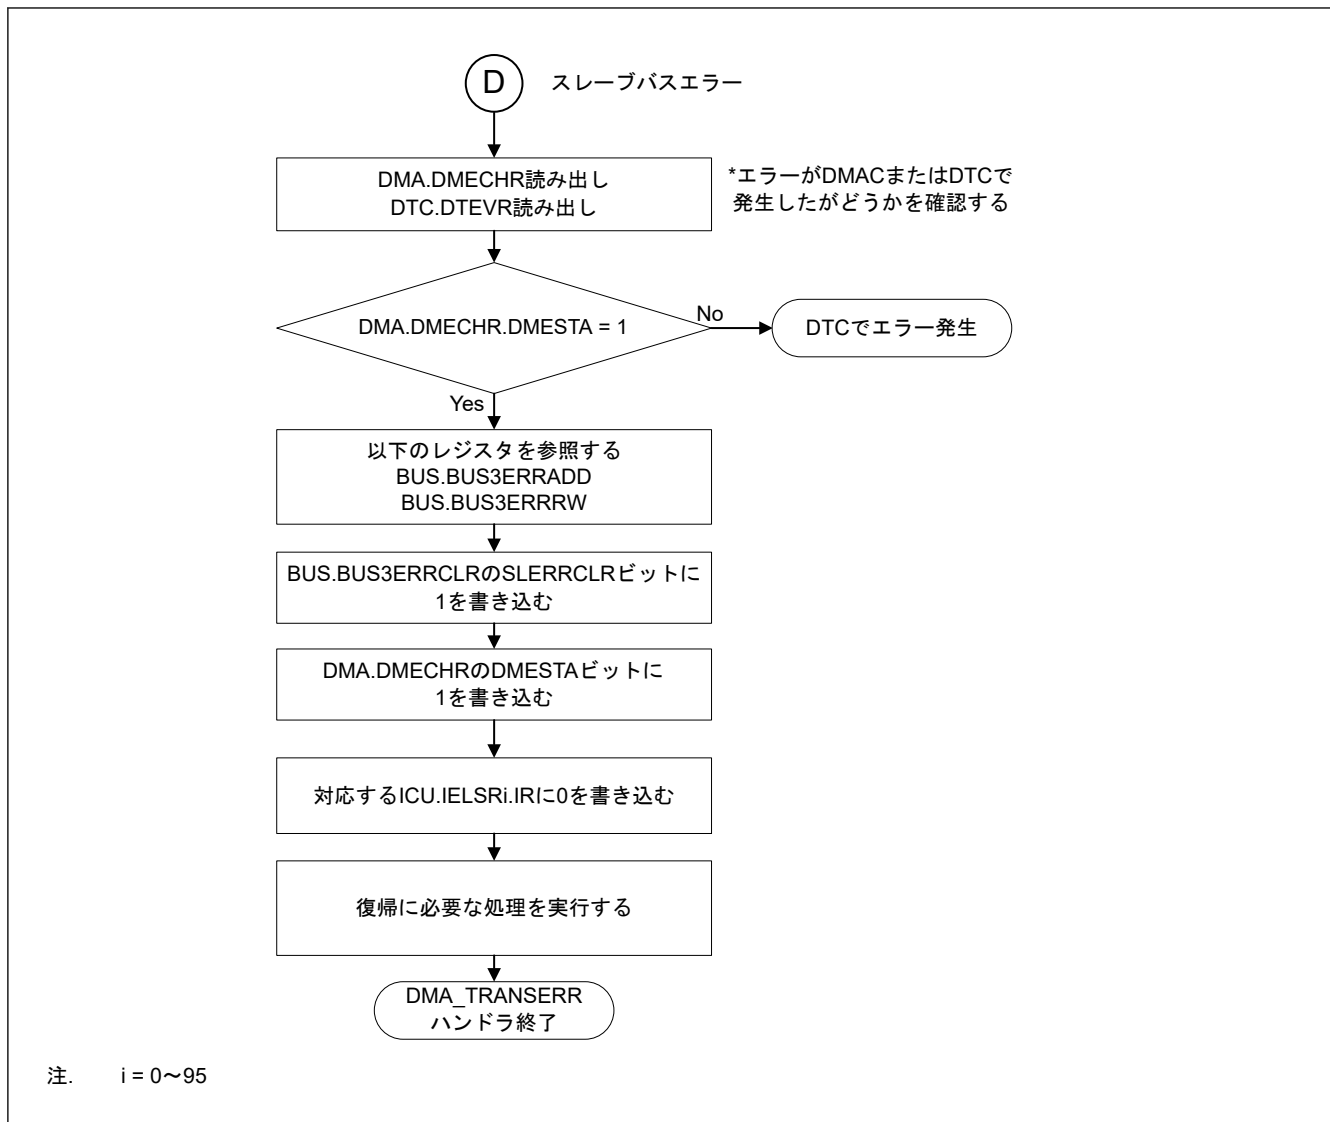 D
スレーブバスエラー
DMA.DMECHR読み出し
DTC.DTEVR読み出し
*エラーがDMACまたはDTCで
発生したがどうかを確認する
DMA.DMECHR.DMESTA = 1
No
DTCでエラー発生
Yes
以下のレジスタを参照する
BUS.BUS3ERRADD
BUS.BUS3ERRRW
BUS.BUS3ERRCLRのSLERRCLRビットに
1を書き込む
DMA.DMECHRのDMESTAビットに
1を書き込む
対応するICU.IELSRi.IRに0を書き込む
復帰に必要な処理を実行する
DMA_TRANSERR
ハンドラ終了
注. i = 0〜95